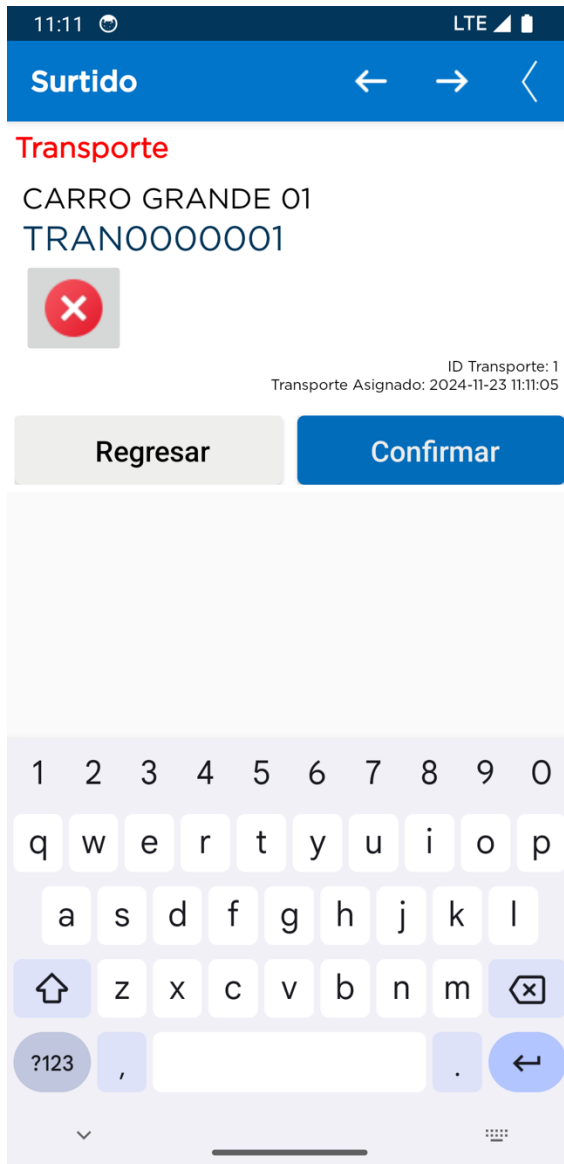 11:11 LTE
Surtido
Transporte
CARRO GRANDE 01
TRAN0000001
ID Transporte: 1
Transporte Asignado: 2024-11-23 11:11:05
Regresar Confirmar
1 2 3 4 5 6 7 8 9 0
q w e r t y u i o p
a s d f g h j k l
z x c v b n m
?123 , .